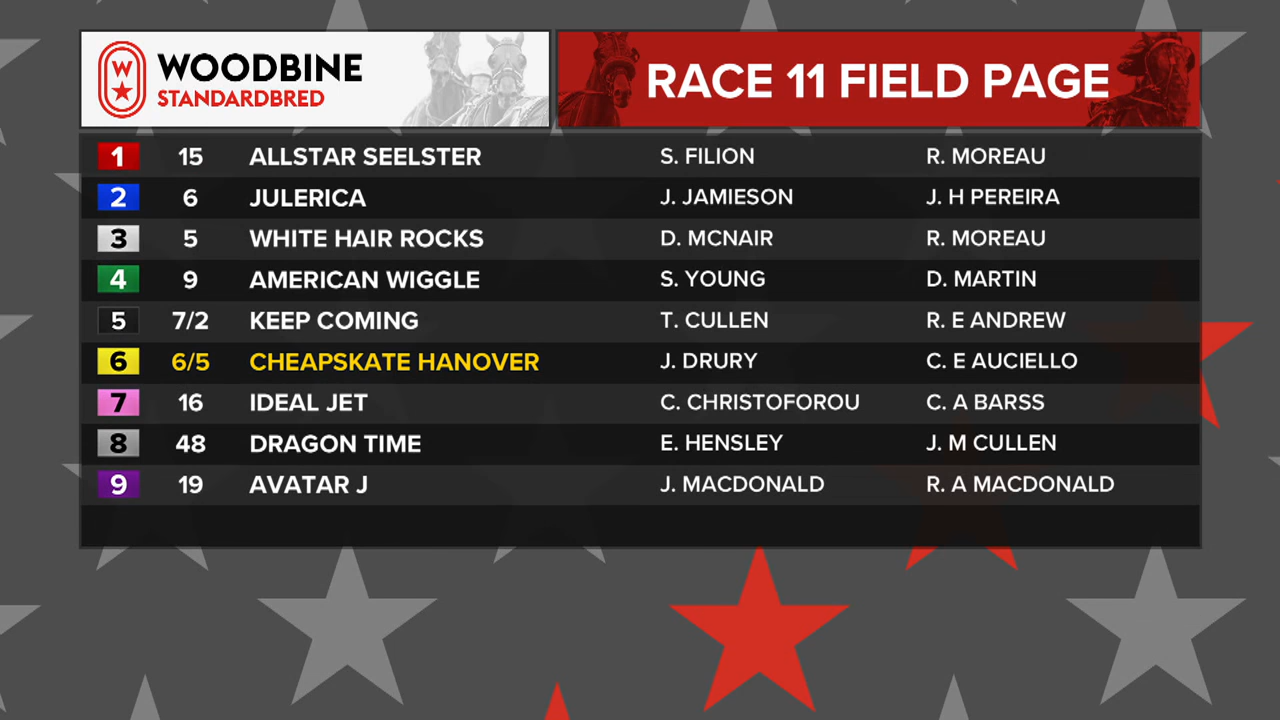 W
WOODBINE
STANDARDBRED
RACE 11 FIELD PAGE
1 15 ALLSTAR SEELSTER S. FILION R. MOREAU
2 6 JULERICA J. JAMIESON J. H PEREIRA
3 5 WHITE HAIR ROCKS D. MCNAIR R. MOREAU
4 9 AMERICAN WIGGLE S. YOUNG D. MARTIN
5 7/2 KEEP COMING T. CULLEN R. E ANDREW
6 6/5 CHEAPSKATE HANOVER J. DRURY C. E AUCIELLO
7 16 IDEAL JET C. CHRISTOFOROU C. A BARSS
8 48 DRAGON TIME E. HENSLEY J. M CULLEN
9 19 AVATAR J J. MACDONALD R. A MACDONALD